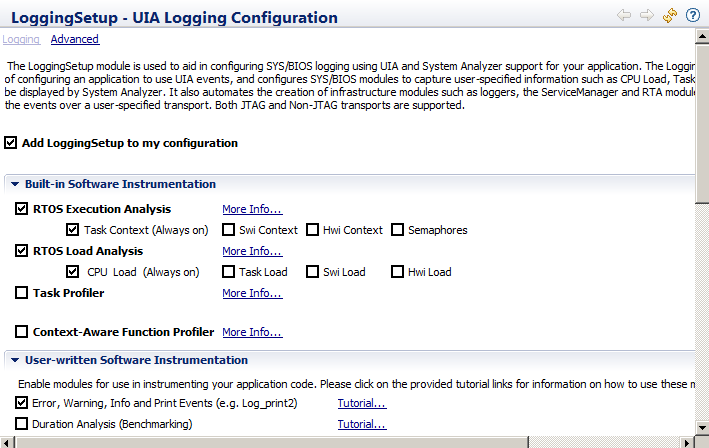 LoggingSetup - UIA Logging Configuration
Logging Advanced
The LoggingSetup module is used to aid in configuring SYS/BIOS logging using UIA and System Analyzer support for your application. The Loggin
of configuring an application to use UIA events, and configures SYS/BIOS modules to capture user-specified information such as CPU Load, Task
be displayed by System Analyzer. It also automates the creation of infrastructure modules such as loggers, the ServiceManager and RTA modul
the events over a user-specified transport. Both JTAG and Non-JTAG transports are supported.
Add LoggingSetup to my configuration
Built-in Software Instrumentation
RTOS Execution Analysis More Info...
Task Context (Always on) Swi Context Hwi Context Semaphores
RTOS Load Analysis More Info...
CPU Load (Always on) Task Load Swi Load Hwi Load
Task Profiler More Info...
Context-Aware Function Profiler More Info...
User-written Software Instrumentation
Enable modules for use in instrumenting your application code. Please click on the provided tutorial links for information on how to use these m
Error, Warning, Info and Print Events (e.g. Log_print2) Tutorial...
Duration Analysis (Benchmarking) Tutorial...